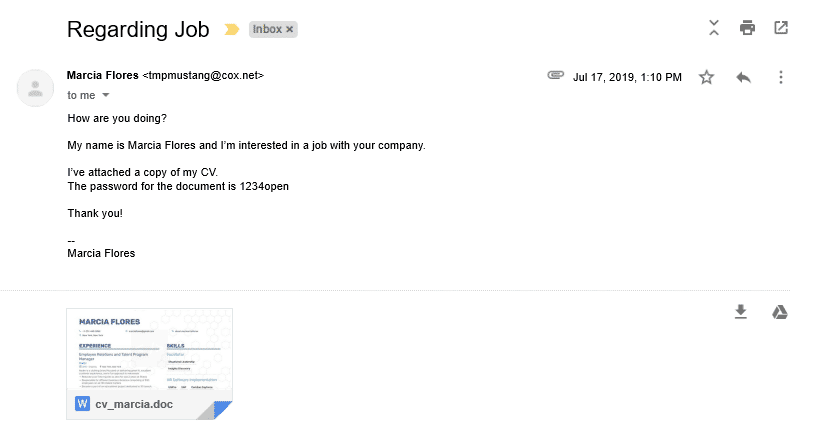 Regarding Job
Inbox ×
Marcia Flores <tmpmustang@cox.net>
Jul 17, 2019, 1:10 PM
to me
How are you doing?
My name is Marcia Flores and I'm interested in a job with your company.
I've attached a copy of my CV.
The password for the document is 1234open
Thank you!
--
Marcia Flores
MARCIA FLORES
EXPERIENCE
SKILLS
Employee Relations and Talent Program
Manager
W cv_marcia.doc